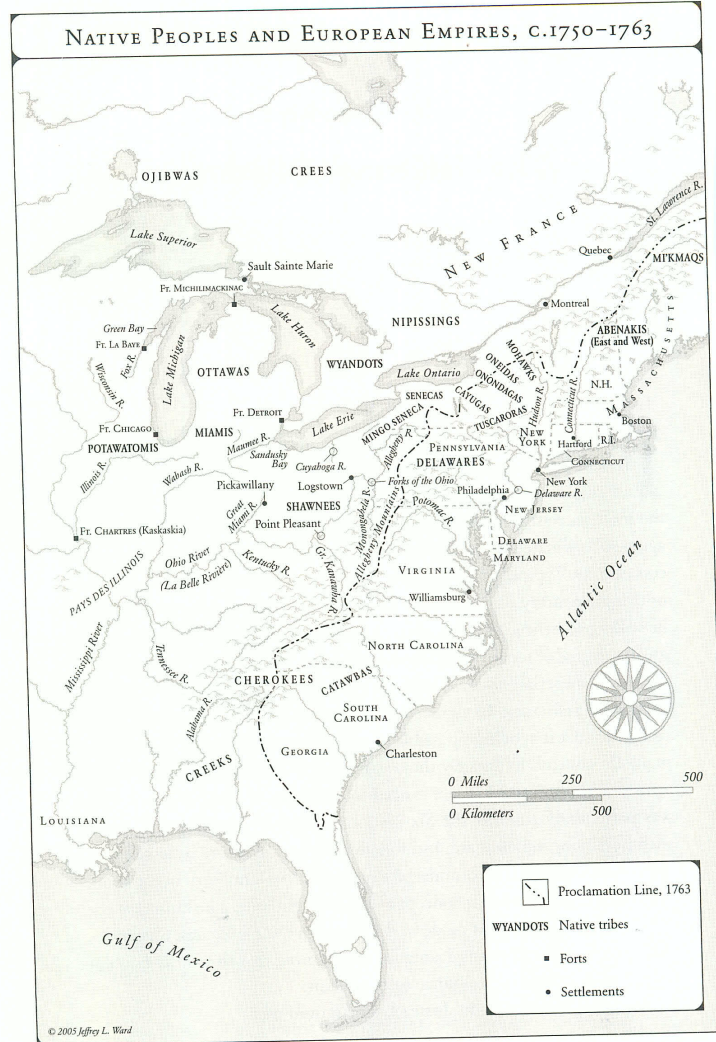 NATIVE PEOPLES AND EUROPEAN EMPIRES, C.1750–1763
OJIBWAS
CREES
Lake Superior
NEW FRANCE
St. Lawrence R.
Quebec
MI'KMAQS
Sault Sainte Marie
FT. MICHILIMACKINAC
Montreal
Lake Huron
NIPISSINGS
Green Bay
FT. LA BAYE
Fox R.
Lake Michigan
Wisconsin R.
ABENAKIS
(East and West)
MASSACHUSETTS
OTTAWAS
WYANDOTS
Lake Ontario
MOHAWKS
ONEIDAS
ONONDAGAS
CAYUGAS
TUSCARORAS
SENECAS
Hudson R.
Connecticut R.
N.H.
Boston
FT. CHICAGO
POTAWATOMIS
MIAMIS
FT. DETROIT
Lake Erie
MINGO SENECA
Maumee R.
Sandusky
Bay
Cuyahoga R.
Allegheny R.
PENNSYLVANIA
NEW
YORK
Hartford
R.I.
CONNECTICUT
DELAWARES
Illinois R.
Wabash R.
Pickawillany
Logstown
Forks of the Ohio
New York
Philadelphia
Delaware R.
NEW JERSEY
Great
Miami R.
SHAWNEES
Point Pleasant
Monongahela R.
Allegheny Mountains
Potomac R.
FT. CHARTRES (Kaskaskia)
DELAWARE
MARYLAND
PAYS DES ILLINOIS
Ohio River
(La Belle Rivière)
Kentucky R.
Gr. Kanawha R.
VIRGINIA
Williamsburg
Atlantic Ocean
Mississippi River
Tennessee R.
NORTH CAROLINA
CHEROKEES
CATAWBAS
Alabama R.
SOUTH
CAROLINA
GEORGIA
Charleston
CREEKS
LOUISIANA
0 Miles 250 500
0 Kilometers 500
Gulf of Mexico
Proclamation Line, 1763
WYANDOTS Native tribes
Forts
Settlements
© 2005 Jeffrey L. Ward